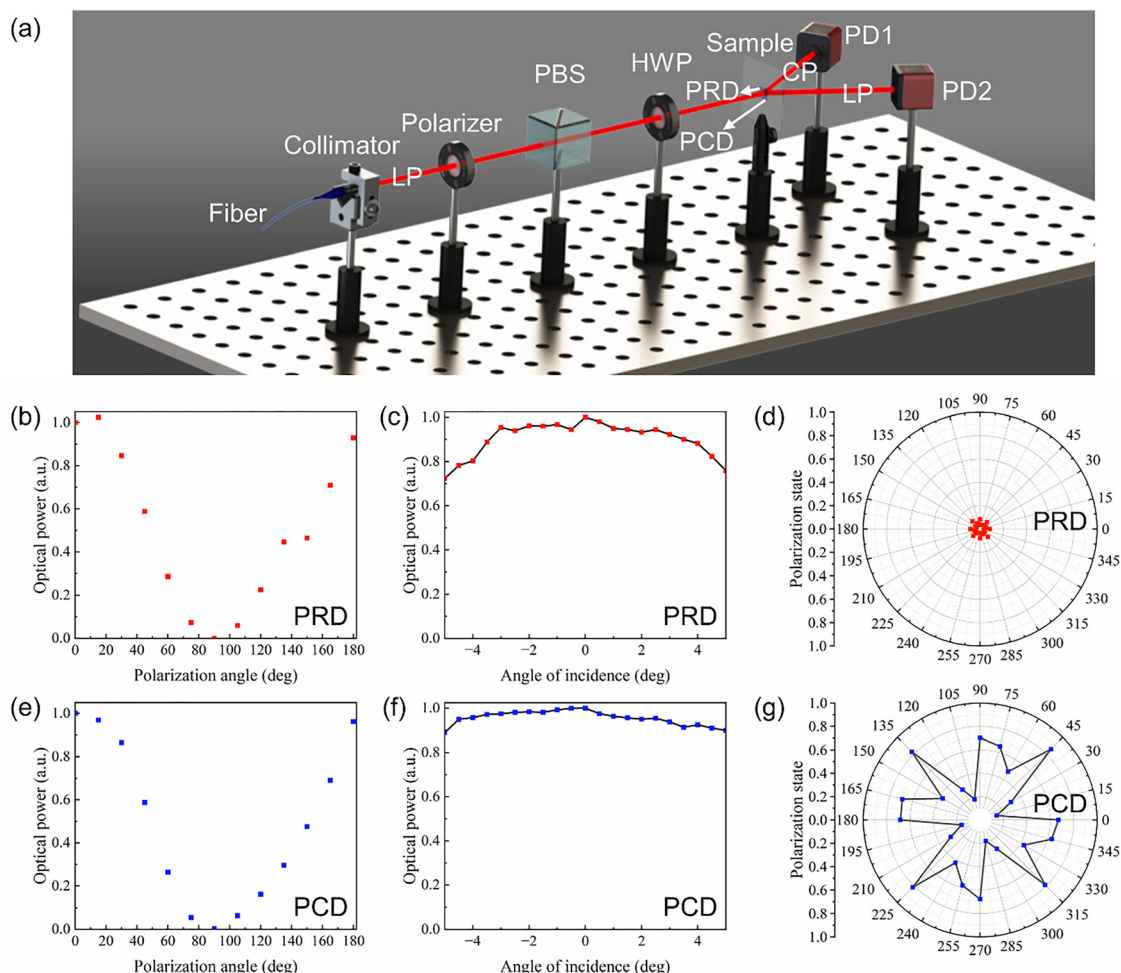 (a)
Sample
PD1
HWP
CP
PBS
PRD
LP
PD2
Polarizer
PCD
Collimator
LP
Fiber
(b)
1.0
0.8
0.6
0.4
0.2
0.0
Optical power (a.u.)
PRD
0 20 40 60 80 100 120 140 160 180
Polarization angle (deg)
(c)
1.0
0.8
0.6
0.4
0.2
0.0
Optical power (a.u.)
PRD
−4 −2 0 2 4
Angle of incidence (deg)
(d)
1.0
0.8
0.6
0.4
0.2
0.0
0.2
0.4
0.6
0.8
1.0
Polarization state
90
105 75
120 60
135 45
150 30
165 15
180 0
195 345
210 330
225 315
240 300
255 285
270
PRD
(e)
1.0
0.8
0.6
0.4
0.2
0.0
Optical power (a.u.)
PCD
0 20 40 60 80 100 120 140 160 180
Polarization angle (deg)
(f)
1.0
0.8
0.6
0.4
0.2
0.0
Optical power (a.u.)
PCD
−4 −2 0 2 4
Angle of incidence (deg)
(g)
1.0
0.8
0.6
0.4
0.2
0.0
0.2
0.4
0.6
0.8
1.0
Polarization state
90
105 75
120 60
135 45
150 30
165 15
180 0
195 345
210 330
225 315
240 300
255 285
270
PCD